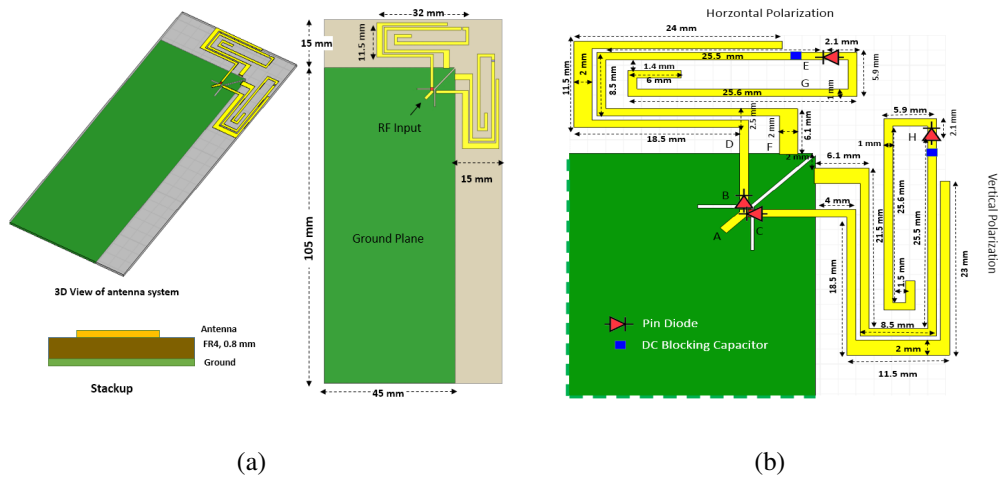 32 mm
15 mm
11.5 mm
RF Input
15 mm
105 mm
Ground Plane
45 mm
3D View of antenna system
Antenna
FR4, 0.8 mm
Ground
Stackup
(a)
Horzontal Polarization
24 mm
2.1 mm
25.5 mm
E
5.9 mm
11.5 mm
2 mm
8.5 mm
1.4 mm
6 mm
G
1 mm
25.6 mm
2.5 mm
2 mm
6.1 mm
18.5 mm
D
F
2 mm
5.9 mm
2.1 mm
H
1 mm
6.1 mm
B
4 mm
A
C
25.6 mm
21.5 mm
25.5 mm
23 mm
18.5 mm
1.5 mm
8.5 mm
2 mm
11.5 mm
Vertical Polarization
Pin Diode
DC Blocking Capacitor
(b)